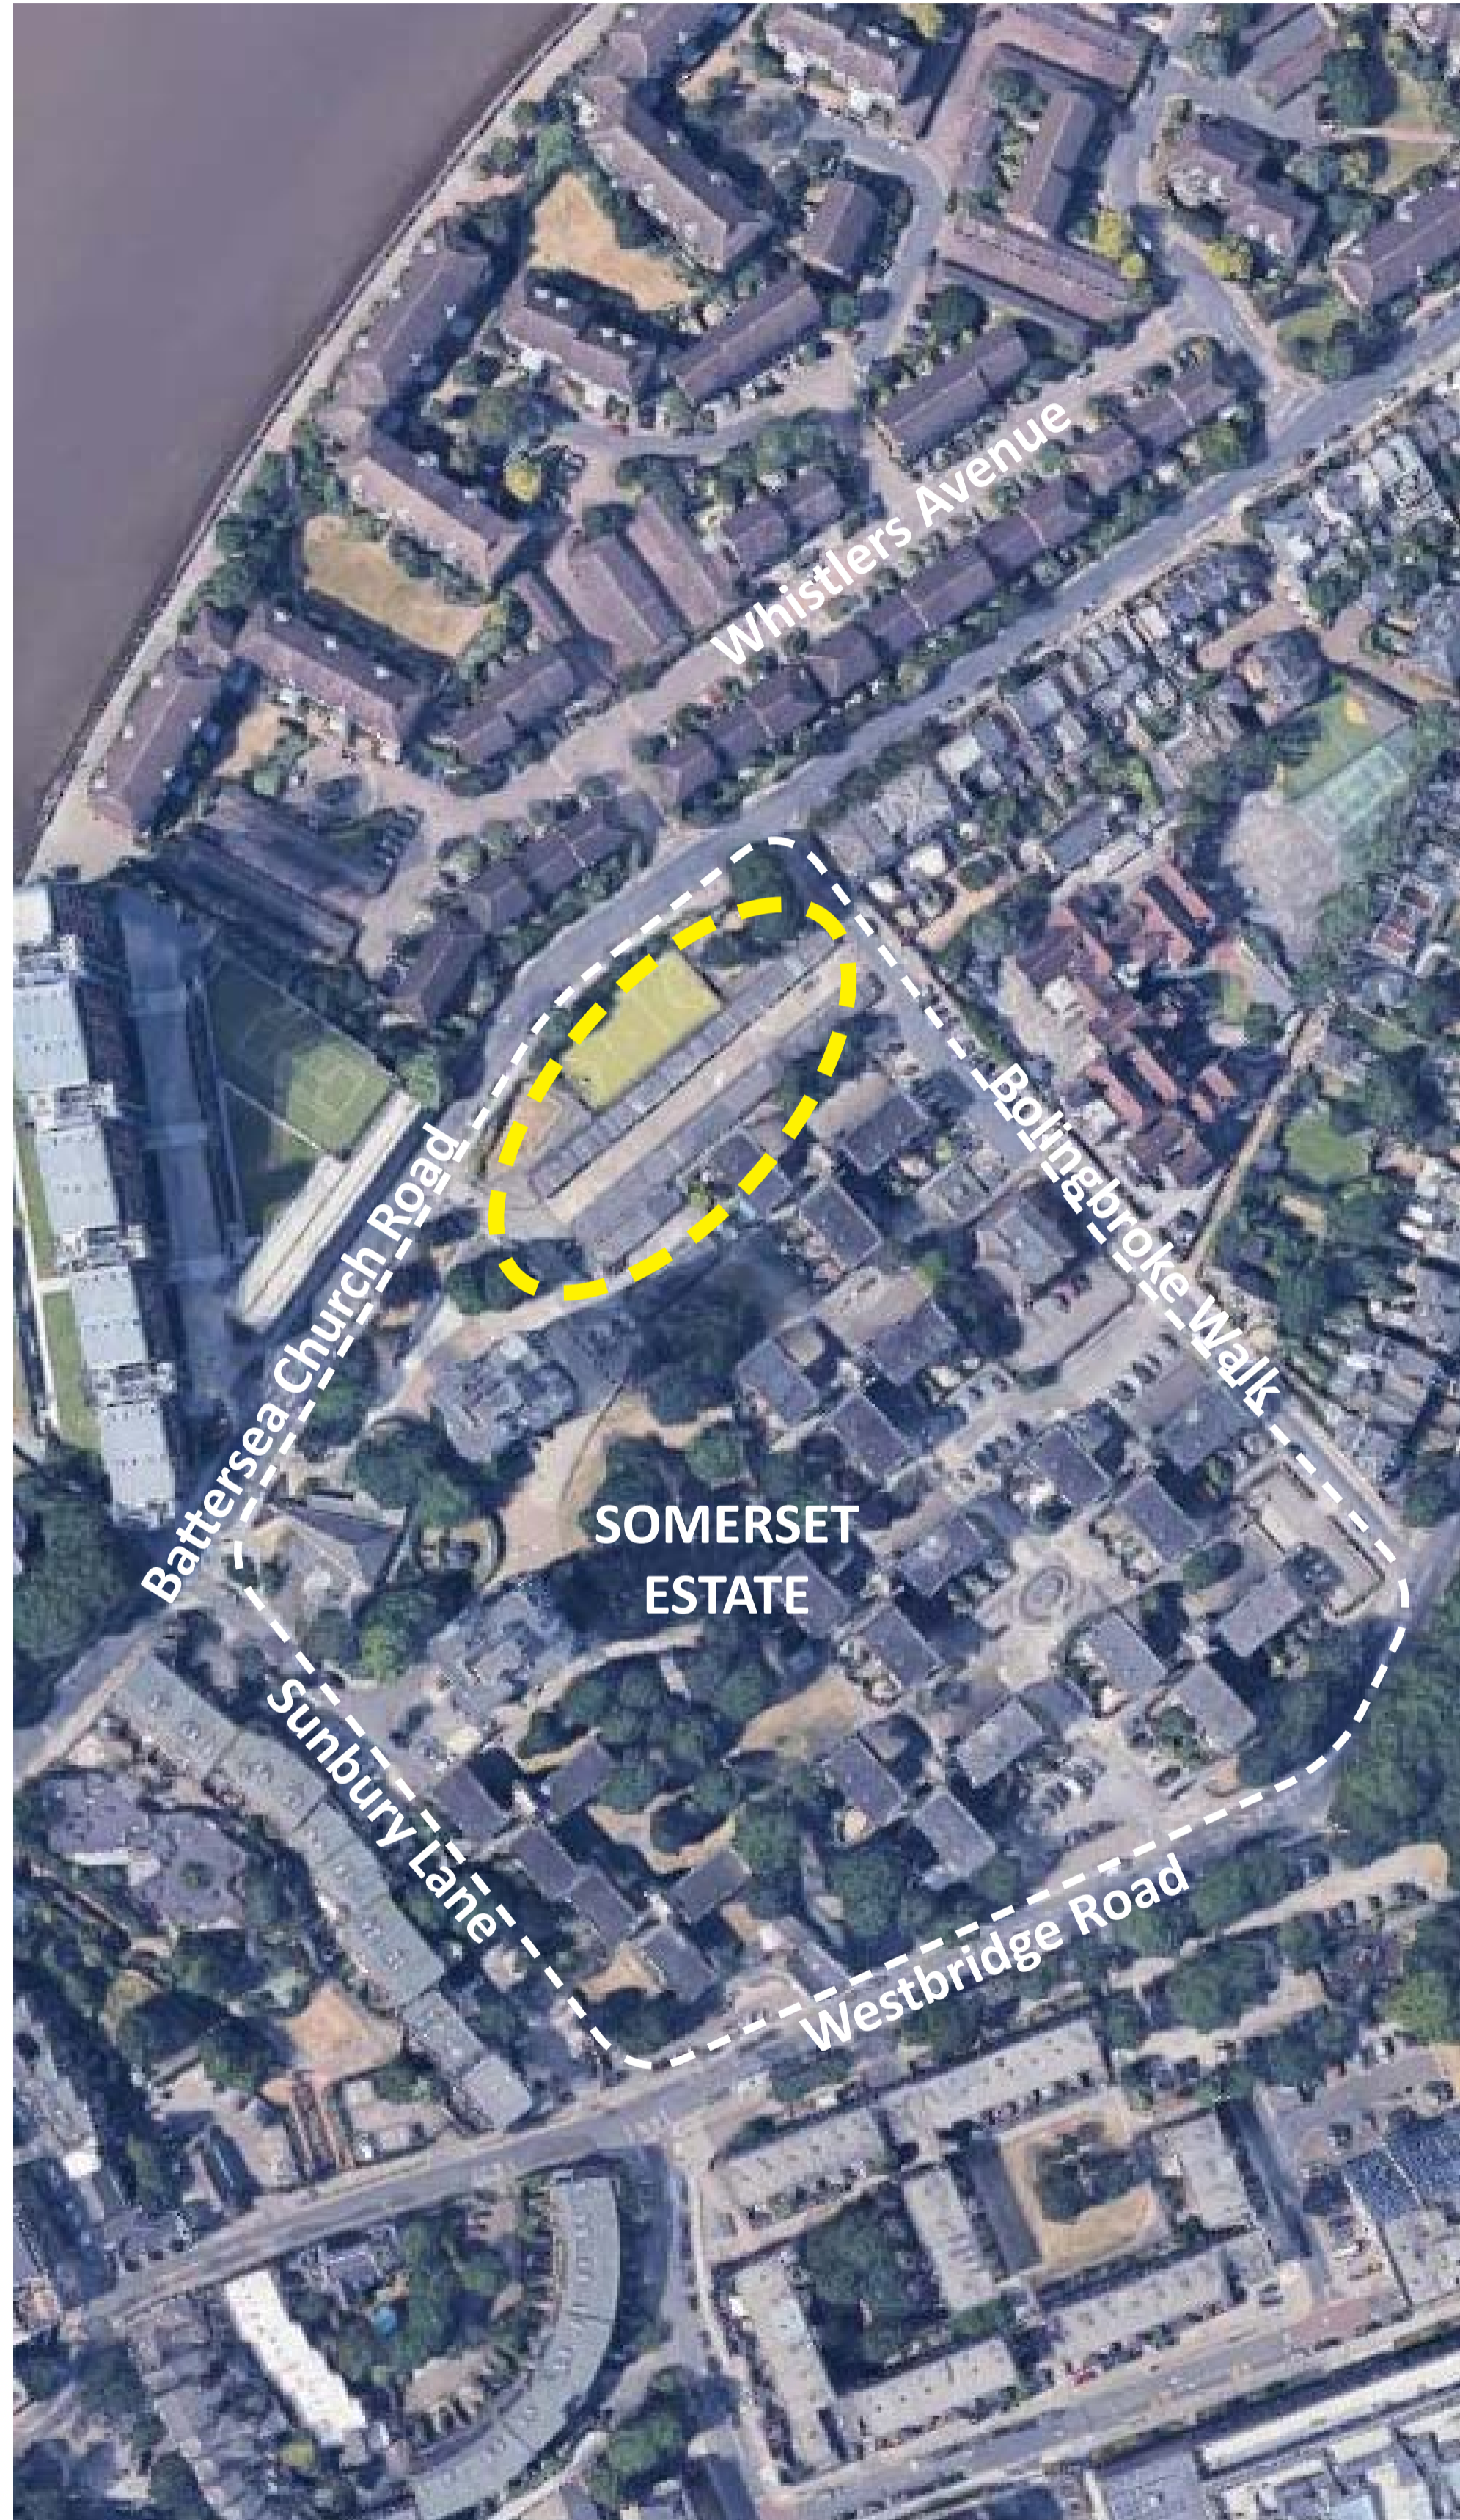 Whistlers Avenue
Bolingbroke Walk
Battersea Church Road
SOMERSET
ESTATE
Sunbury Lane
Westbridge Road